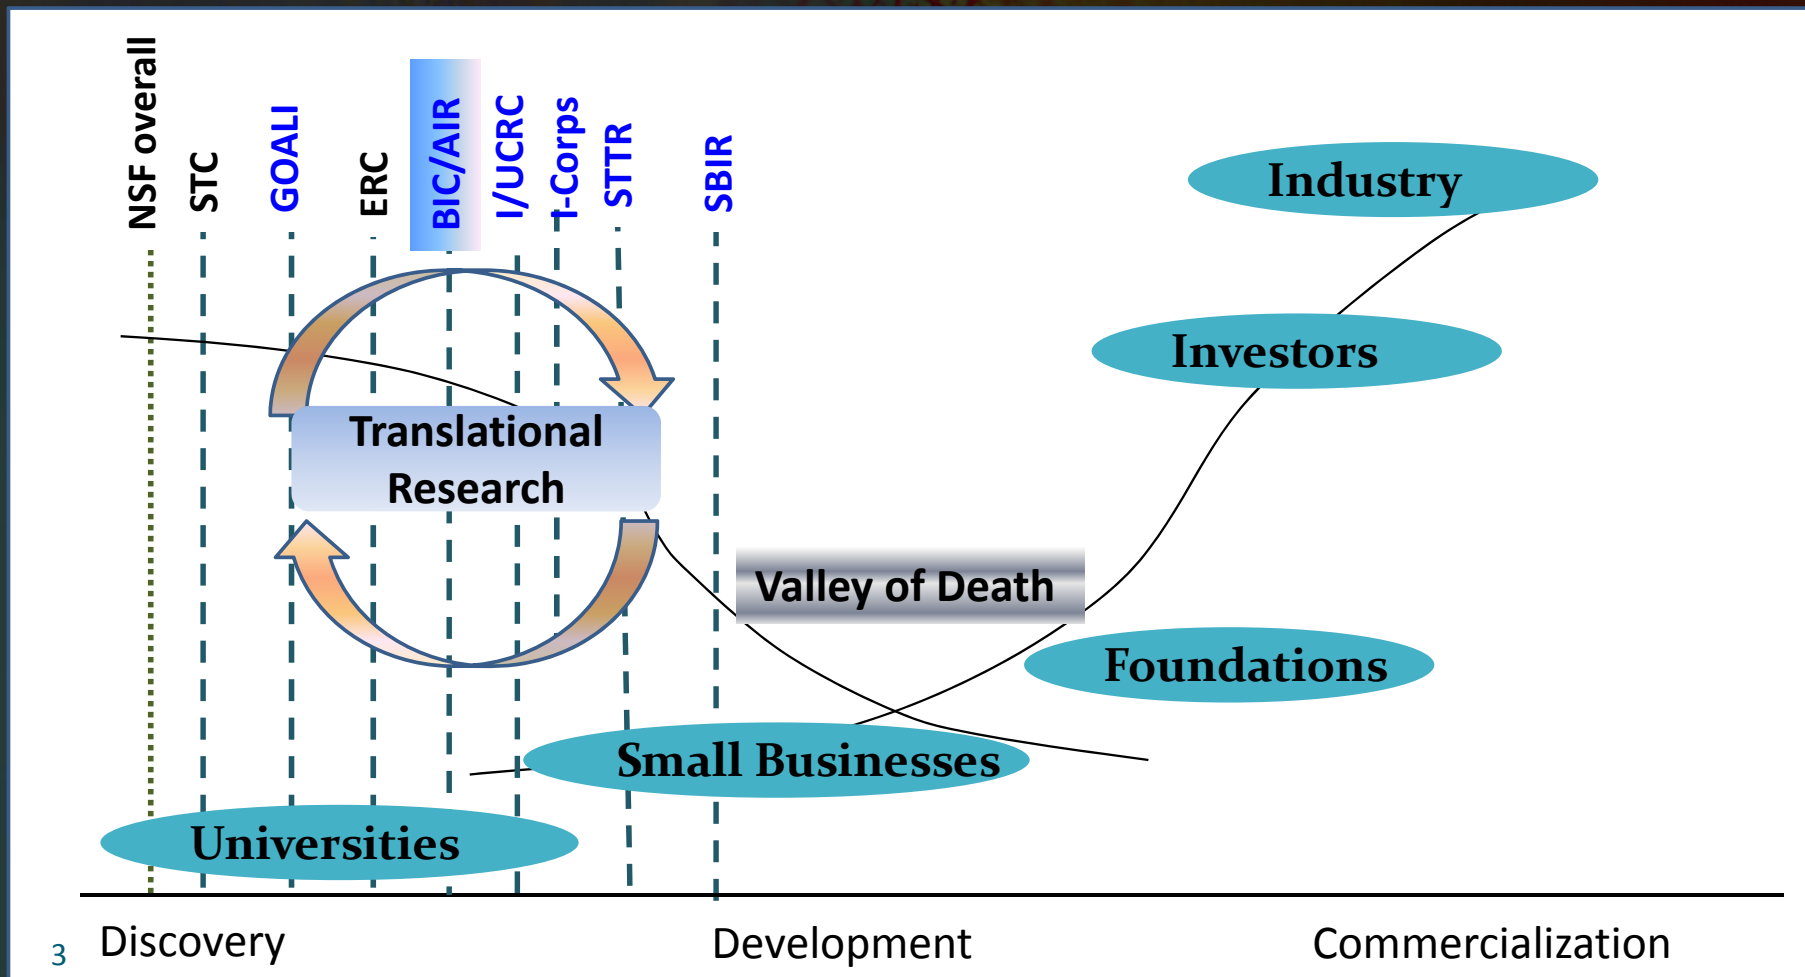 NSF overall
STC
GOALI
ERC
BIC/AIR
I/UCRC
I-Corps
STTR
SBIR
Industry
Investors
Translational
Research
Valley of Death
Foundations
Small Businesses
Universities
Discovery
Development
Commercialization
3